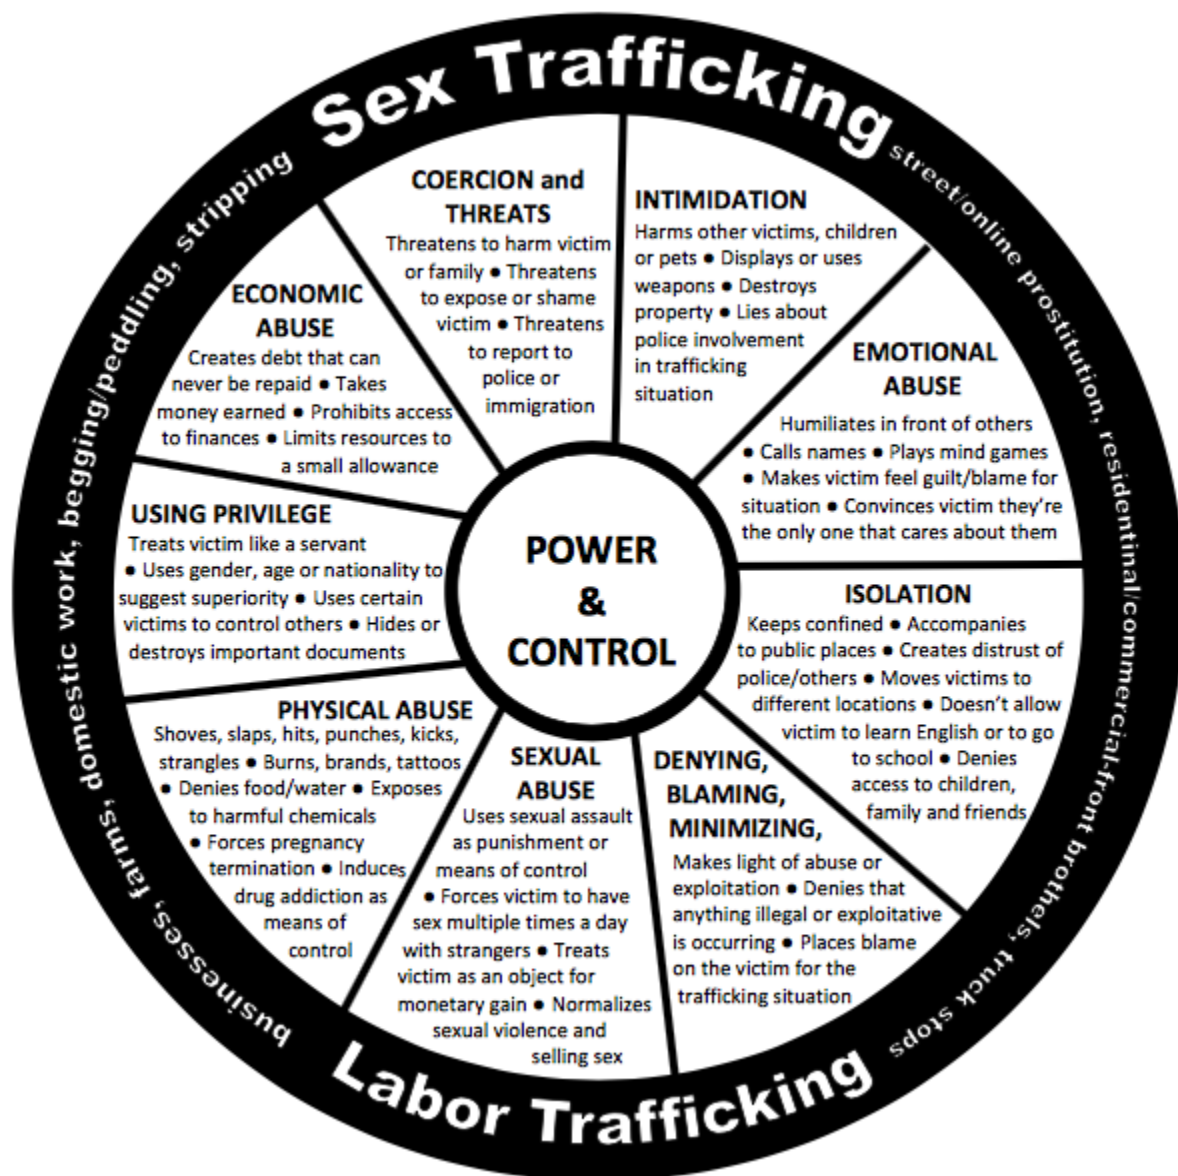 Sex Trafficking
street/online prostitution, residentinal/commercial-front brothels, truck stops
Labor Trafficking
businesses, farms, domestic work, begging/peddling, stripping
POWER
&
CONTROL
COERCION and
THREATS
Threatens to harm victim
or family ● Threatens
to expose or shame
victim ● Threatens
to report to
police or
immigration
INTIMIDATION
Harms other victims, children
or pets ● Displays or uses
weapons ● Destroys
property ● Lies about
police involvement
in trafficking
situation
EMOTIONAL
ABUSE
Humiliates in front of others
● Calls names ● Plays mind games
● Makes victim feel guilt/blame for
situation ● Convinces victim they're
the only one that cares about them
ISOLATION
Keeps confined ● Accompanies
to public places ● Creates distrust of
police/others ● Moves victims to
different locations ● Doesn't allow
victim to learn English or to go
to school ● Denies
access to children,
family and friends
DENYING,
BLAMING,
MINIMIZING,
Makes light of abuse or
exploitation ● Denies that
anything illegal or exploitative
is occurring ● Places blame
on the victim for the
trafficking situation
SEXUAL
ABUSE
Uses sexual assault
as punishment or
means of control
● Forces victim to have
sex multiple times a day
with strangers ● Treats
victim as an object for
monetary gain ● Normalizes
sexual violence and
selling sex
PHYSICAL ABUSE
Shoves, slaps, hits, punches, kicks,
strangles ● Burns, brands, tattoos
● Denies food/water ● Exposes
to harmful chemicals
● Forces pregnancy
termination ● Induces
drug addiction as
means of
control
USING PRIVILEGE
Treats victim like a servant
● Uses gender, age or nationality to
suggest superiority ● Uses certain
victims to control others ● Hides or
destroys important documents
ECONOMIC
ABUSE
Creates debt that can
never be repaid ● Takes
money earned ● Prohibits access
to finances ● Limits resources to
a small allowance